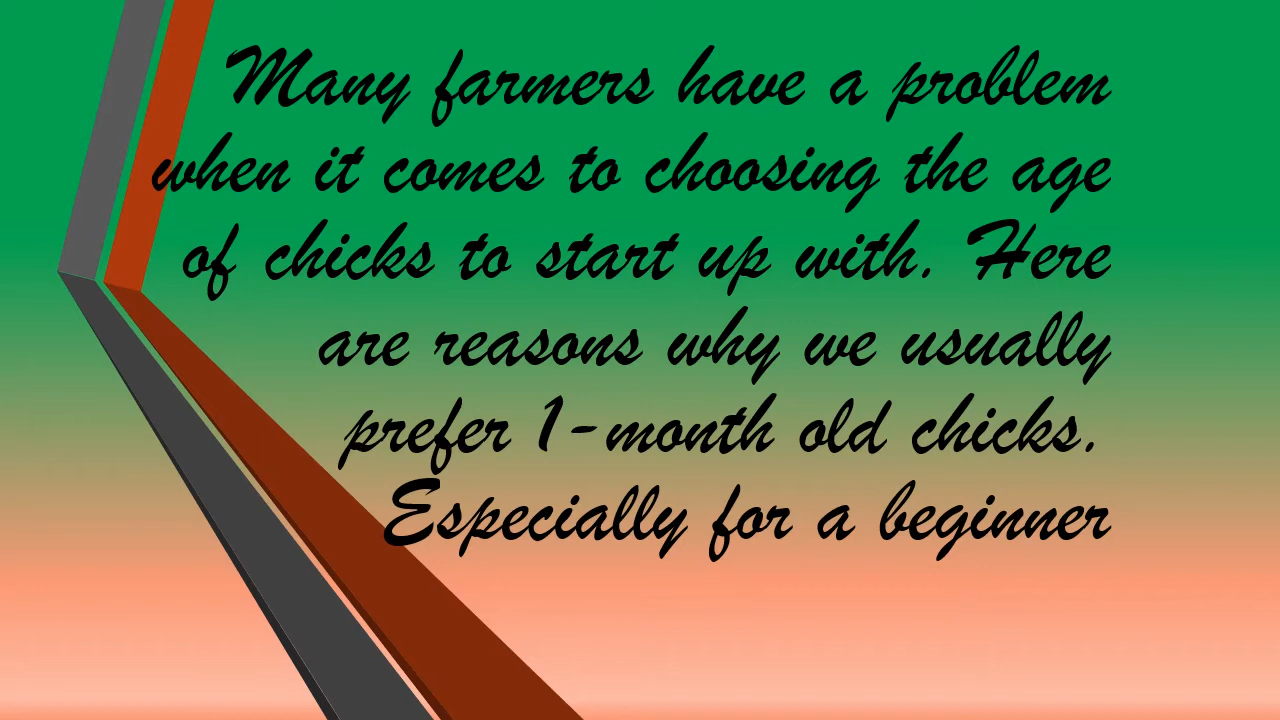 Many farmers have a problem
when it comes to choosing the age
of chicks to start up with. Here
are reasons why we usually
prefer 1-month old chicks.
Especially for a beginner